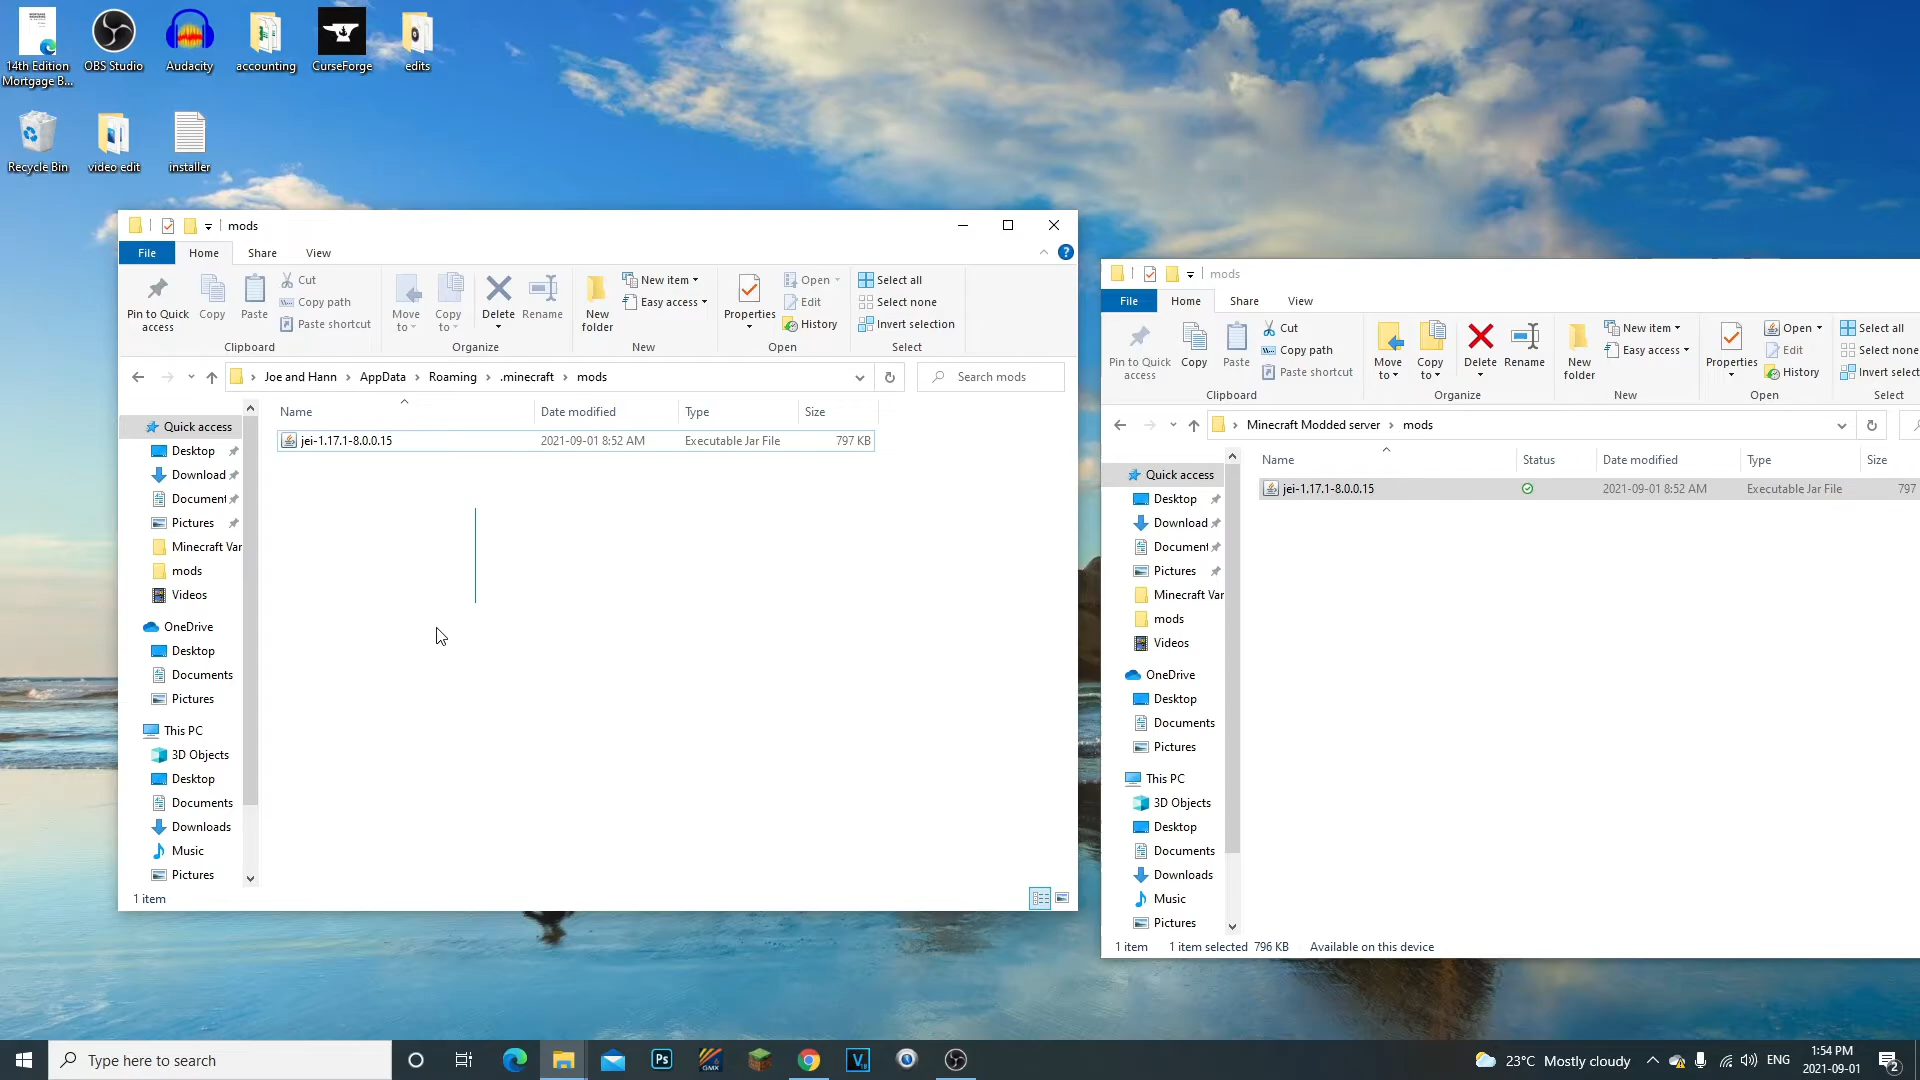 14th Edition
Mortgage B...
OBS Studio
Audacity
accounting
CurseForge
edits
Recycle Bin
video edit
installer
mods
File
Home
Share
View
Pin to Quick
access
Copy
Paste
Cut
Copy path
Paste shortcut
Clipboard
Move
to
Copy
to
Delete
Rename
Organize
New
folder
New item
Easy access
New
Properties
Open
Edit
History
Open
Select all
Select none
Invert selection
Select
Joe and Hann > AppData > Roaming > .minecraft > mods
Search mods
Name
Date modified
Type
Size
jei-1.17.1-8.0.0.15
2021-09-01 8:52 AM
Executable Jar File
797 KB
Quick access
Desktop
Download
Document
Pictures
Minecraft Var
mods
Videos
OneDrive
Desktop
Documents
Pictures
This PC
3D Objects
Desktop
Documents
Downloads
Music
Pictures
1 item
mods
File
Home
Share
View
Pin to Quick
access
Copy
Paste
Cut
Copy path
Paste shortcut
Clipboard
Move
to
Copy
to
Delete
Rename
Organize
New
folder
New item
Easy access
New
Properties
Open
Edit
History
Open
Select all
Select none
Invert select
Select
Minecraft Modded server > mods
Name
Status
Date modified
Type
Size
jei-1.17.1-8.0.0.15
2021-09-01 8:52 AM
Executable Jar File
797
Quick access
Desktop
Download
Document
Pictures
Minecraft Var
mods
Videos
OneDrive
Desktop
Documents
Pictures
This PC
3D Objects
Desktop
Documents
Downloads
Music
Pictures
1 item
1 item selected 796 KB
Available on this device
Type here to search
Ps
GMX
V
23°C Mostly cloudy
ENG
1:54 PM
2021-09-01
2